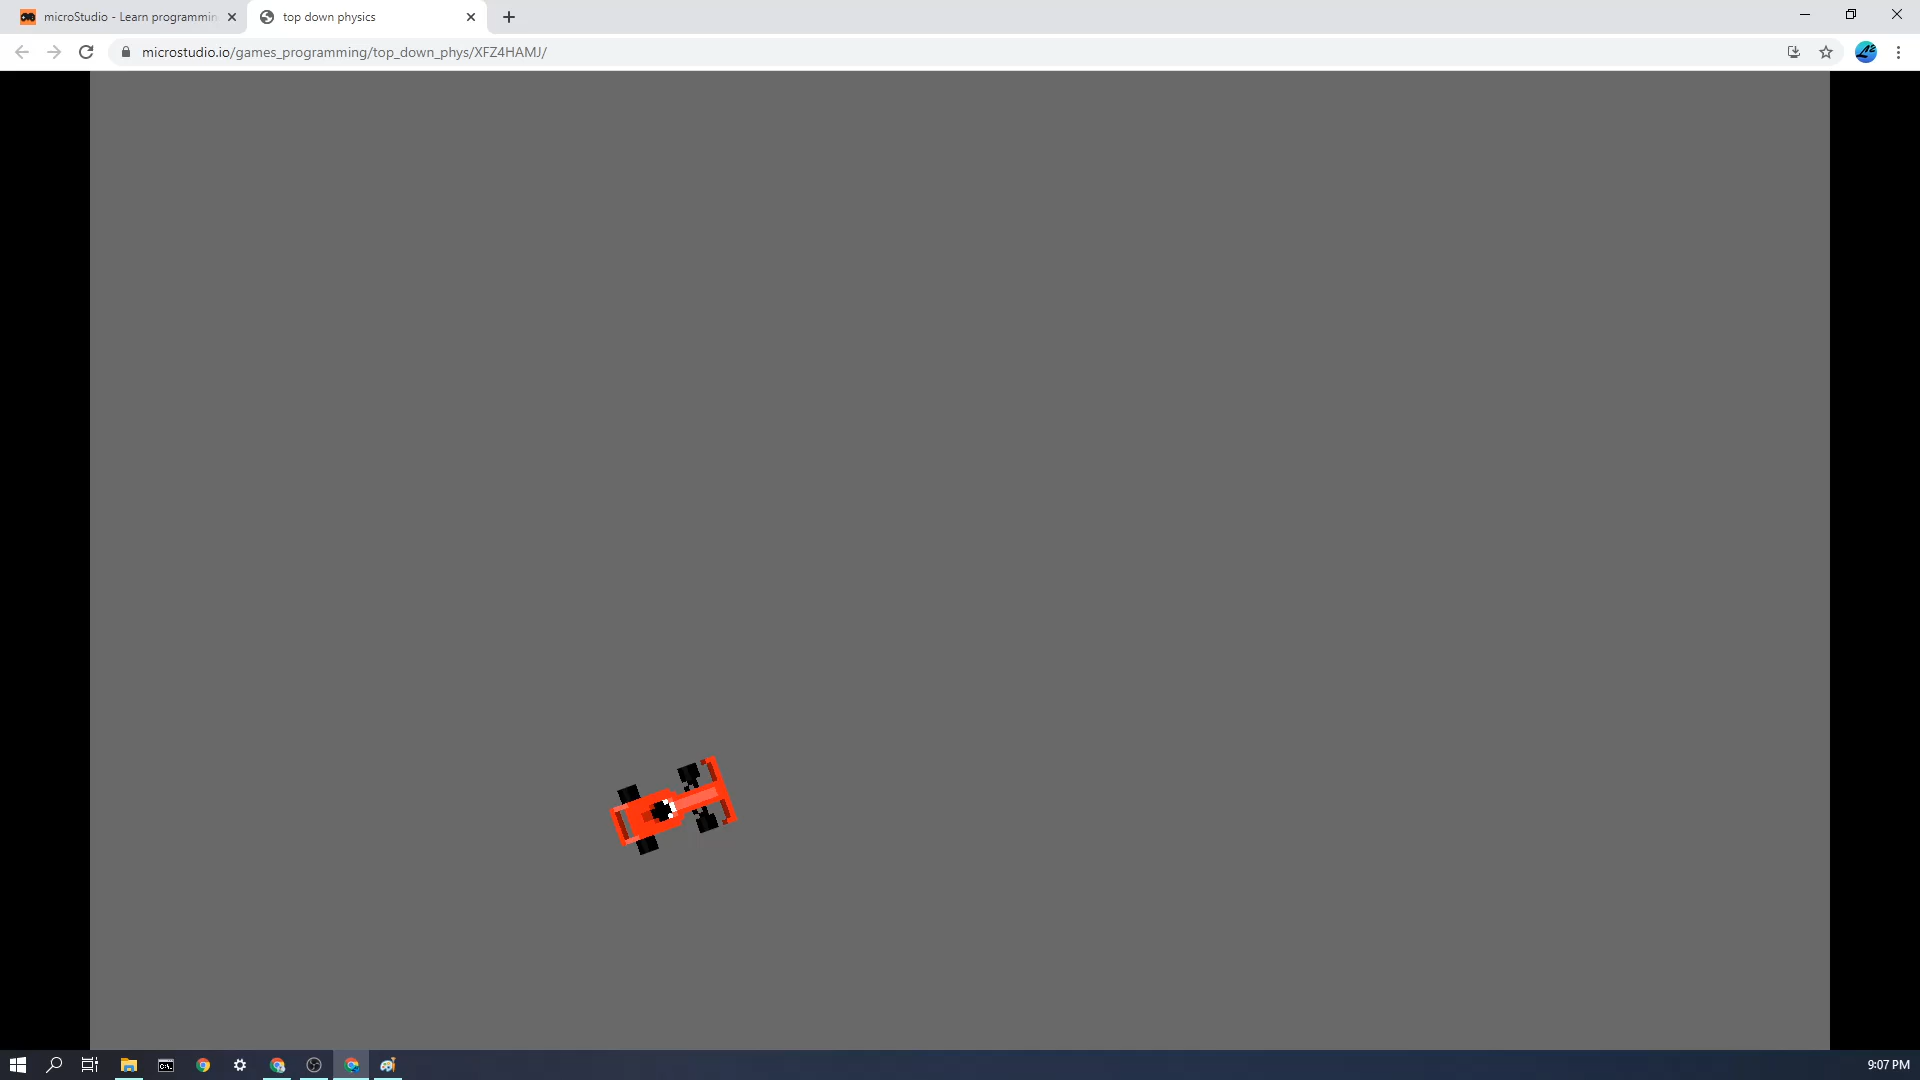 microStudio - Learn programmin
top down physics
microstudio.io/games_programming/top_down_phys/XFZ4HAMJ/
9:07 PM